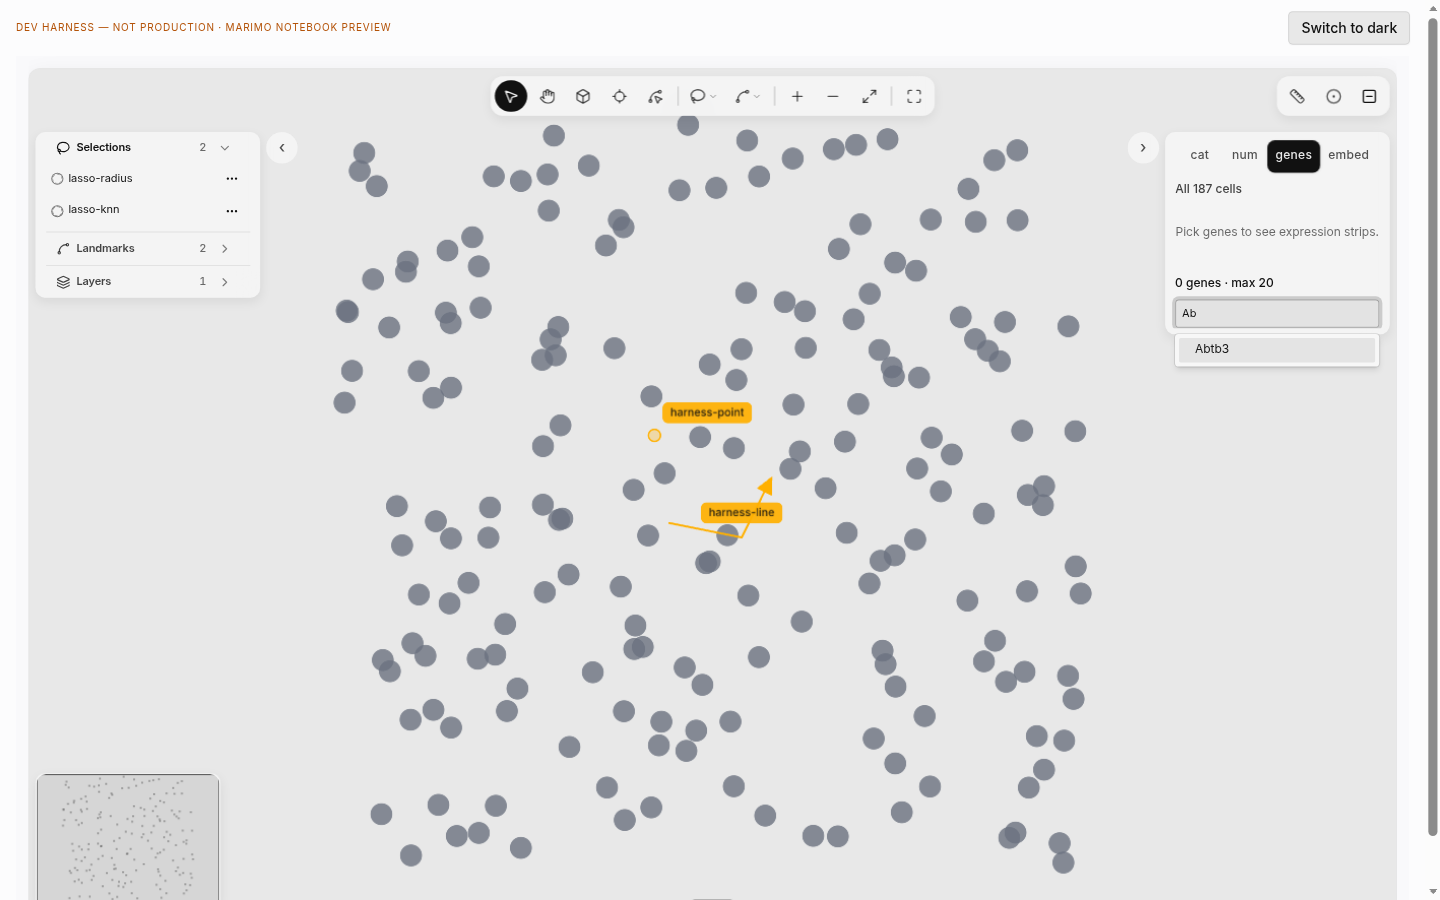 DEV HARNESS — NOT PRODUCTION · MARIMO NOTEBOOK PREVIEW
Switch to dark
Selections 2
lasso-radius
lasso-knn
Landmarks 2
Layers 1
cat num genes embed
All 187 cells
Pick genes to see expression strips.
0 genes · max 20
Ab
Abtb3
harness-point
harness-line